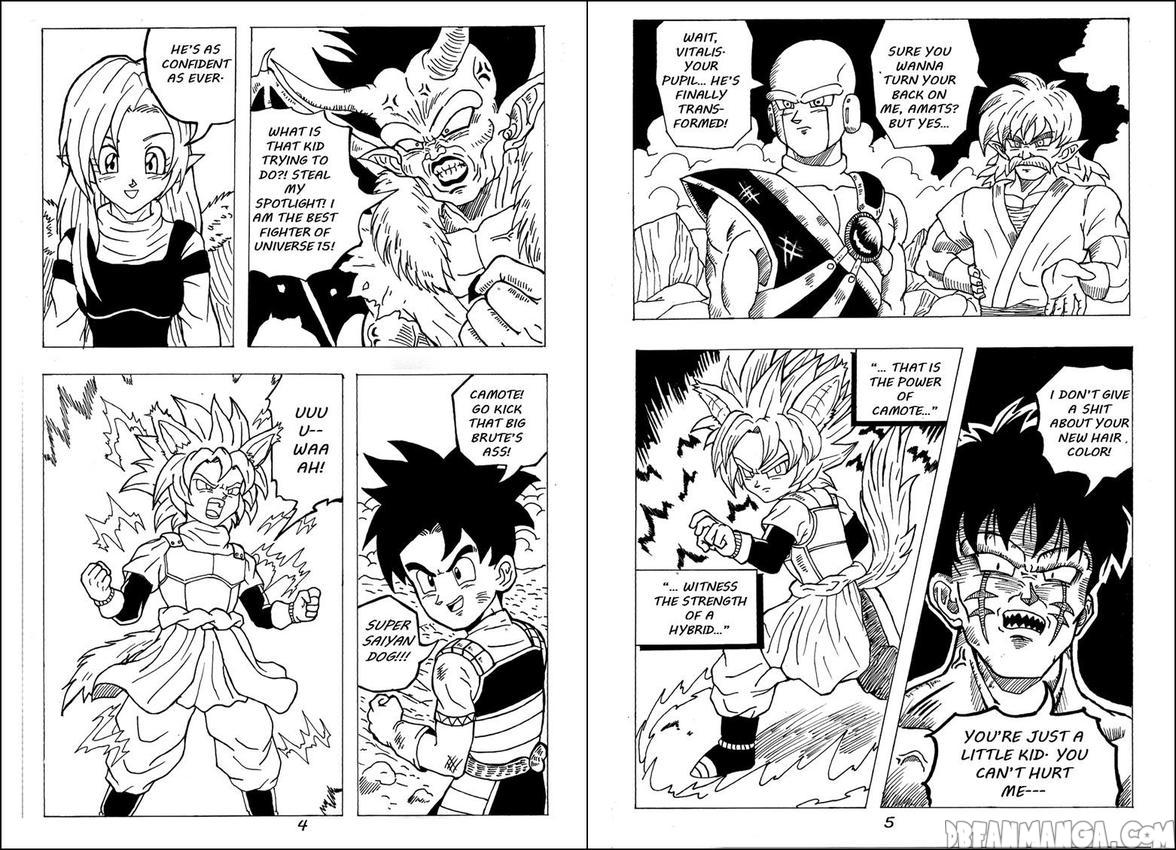 HE'S AS
CONFIDENT
AS EVER.
WHAT IS
THAT KID
TRYING TO
DO?! STEAL
MY
SPOTLIGHT! I
AM THE BEST
FIGHTER OF
UNIVERSE 15!
UUU
U--
WAA
AH!
CAMOTE!
GO KICK
THAT BIG
BRUTE'S
ASS!
SUPER
SAIYAN
DOG!!!
4
WAIT,
VITALIS.
YOUR
PUPIL... HE'S
FINALLY
TRANS-
FORMED!
SURE YOU
WANNA
TURN YOUR
BACK ON
ME, AMATS?
BUT YES...
"... THAT IS
THE POWER
OF
CAMOTE..."
"... WITNESS
THE STRENGTH
OF A
HYBRID..."
I DON'T GIVE
A SHIT
ABOUT YOUR
NEW HAIR
COLOR!
YOU'RE JUST A
LITTLE KID. YOU
CAN'T HURT
ME---
5
DBFANMANGA.COM